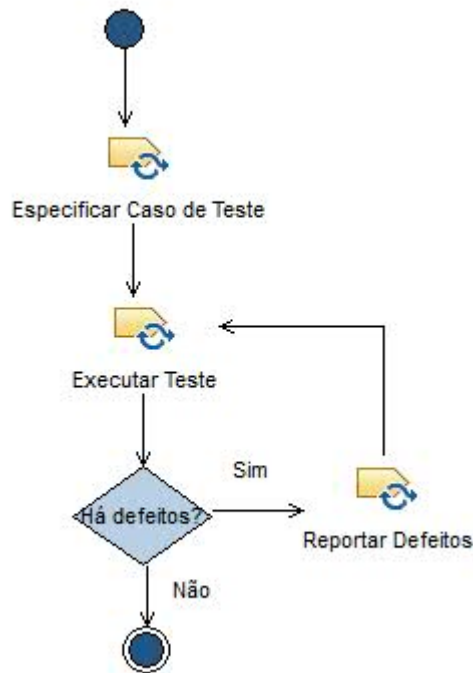 Especificar Caso de Teste
Executar Teste
Há defeitos?
Sim
Reportar Defeitos
Não